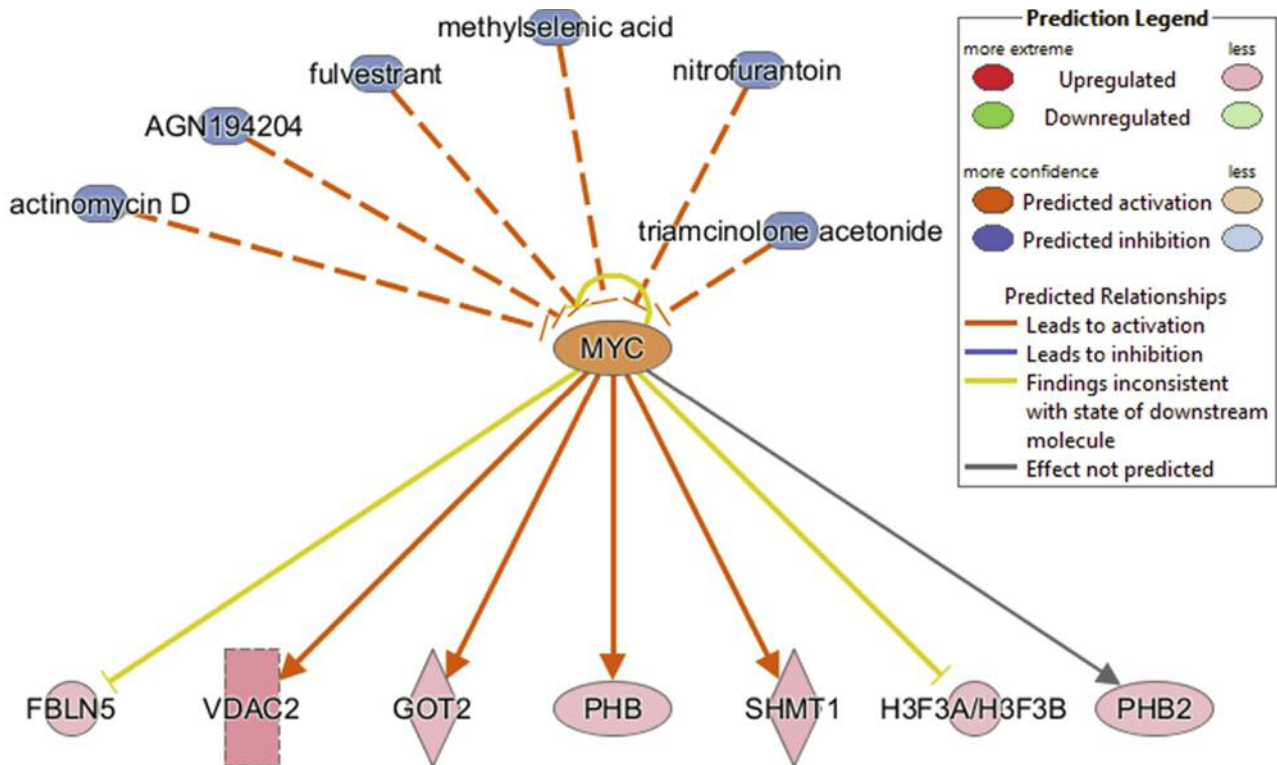 methylselenic acid
fulvestrant
nitrofurantoin
AGN194204
actinomycin D
triamcinolone acetonide
MYC
FBLN5
VDAC2
GOT2
PHB
SHMT1
H3F3A/H3F3B
PHB2
Prediction Legend
more extreme less
Upregulated
Downregulated
more confidence less
Predicted activation
Predicted inhibition
Predicted Relationships
Leads to activation
Leads to inhibition
Findings inconsistent
with state of downstream
molecule
Effect not predicted